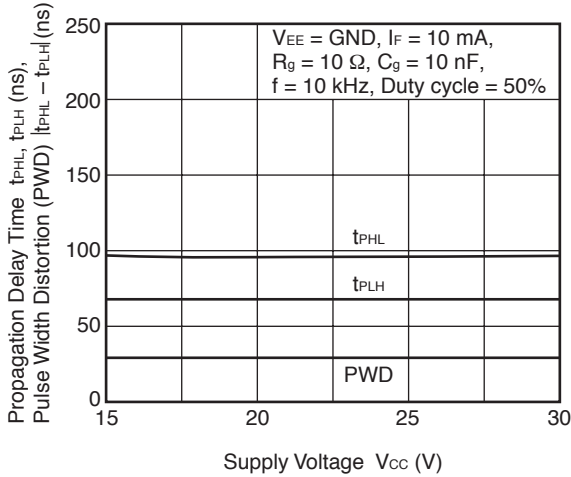 Propagation Delay Time tPHL, tPLH (ns),
Pulse Width Distortion (PWD) |tPHL – tPLH| (ns)
250
200
150
100
50
0
VEE = GND, IF = 10 mA,
Rg = 10 Ω, Cg = 10 nF,
f = 10 kHz, Duty cycle = 50%
tPHL
tPLH
PWD
15
20
25
30
Supply Voltage VCC (V)